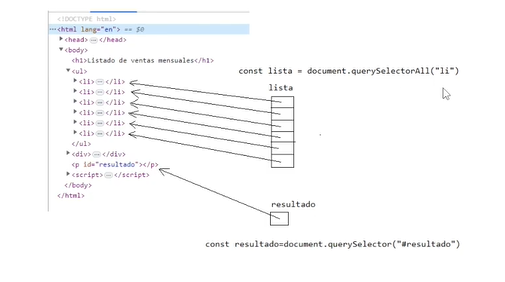 <!DOCTYPE html>
<html lang="en"> == $0
<head> </head>
<body>
<h1>Listado de ventas mensuales</h1>
<ul>
<li> </li>
<li> </li>
<li> </li>
<li> </li>
<li> </li>
<li> </li>
</ul>
<div> </div>
<p id="resultado"></p>
<script> </script>
</body>
</html>
const lista = document.querySelectorAll("li")
lista
resultado
const resultado=document.querySelector("#resultado")